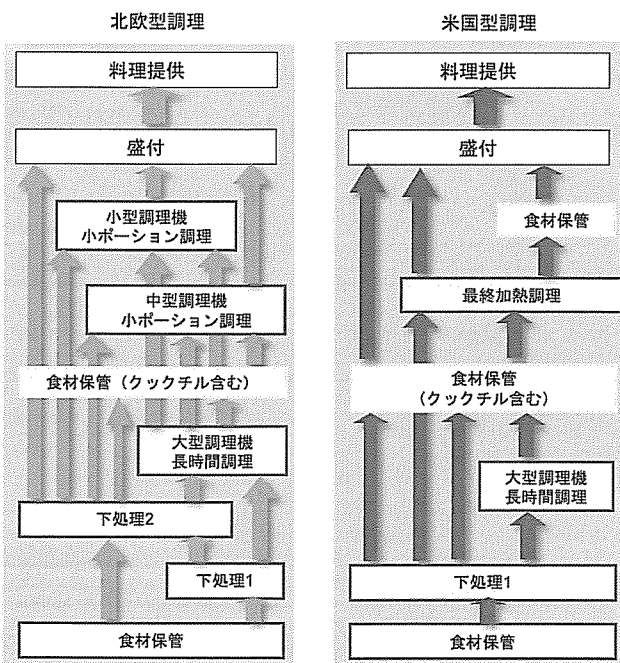 北欧型調理
料理提供
盛付
小型調理機
小ポーション調理
中型調理機
小ポーション調理
食材保管（クックチル含む）
大型調理機
長時間調理
下処理2
下処理1
食材保管
米国型調理
料理提供
盛付
食材保管
最終加熱調理
食材保管
（クックチル含む）
大型調理機
長時間調理
下処理1
食材保管